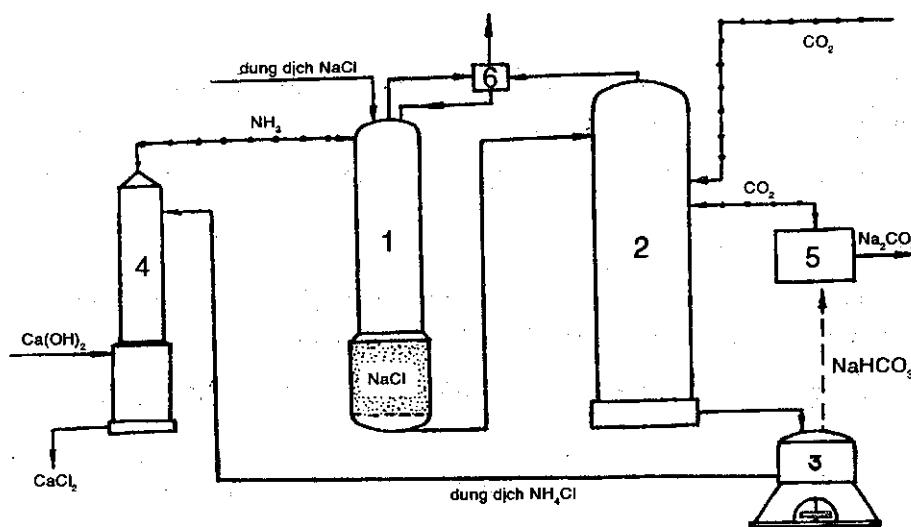 CO₂
dung dịch NaCl
6
NH₃
CO₂
1
2
4
5
Na₂CO
Ca(OH)₂
NaCl
NaHCO₃
3
CaCl₂
dung dịch NH₄Cl